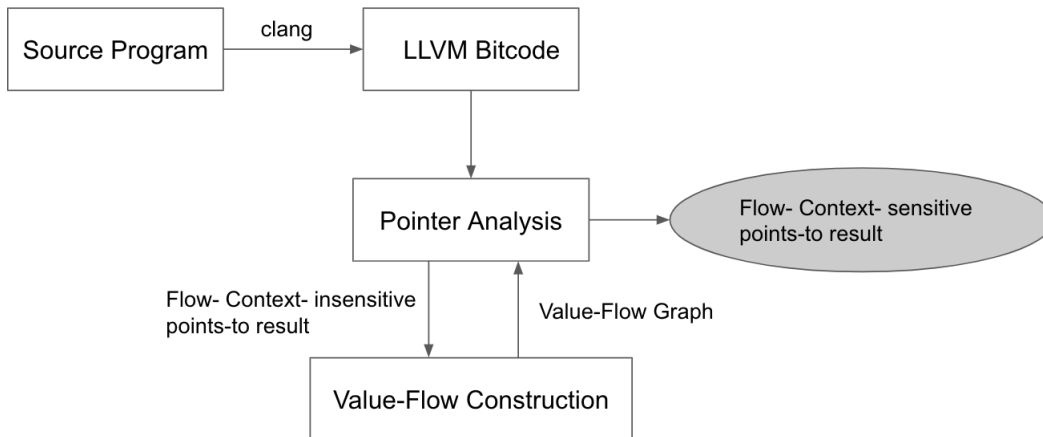 clang
Source Program
LLVM Bitcode
Pointer Analysis
Flow- Context- sensitive
points-to result
Flow- Context- insensitive
points-to result
Value-Flow Graph
Value-Flow Construction